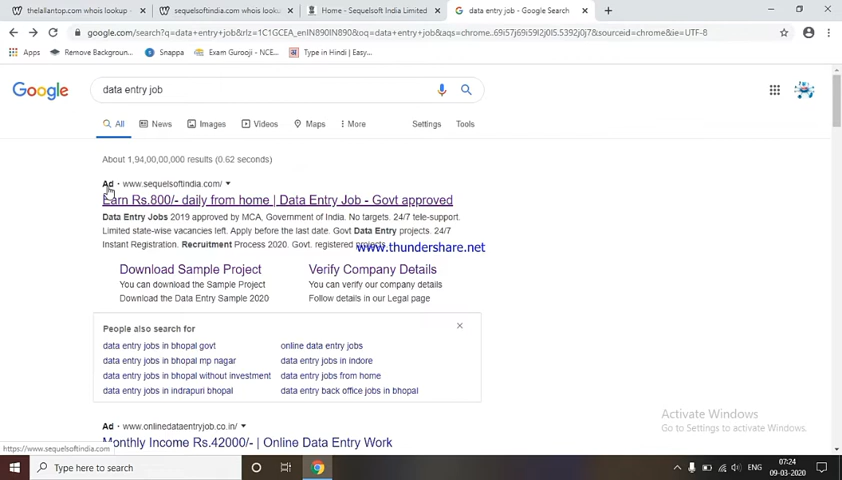 thelallantop.com whois lookup -
sequelsoftindia.com whois lookup
Home - Sequelsoft India Limited
data entry job - Google Search
google.com/search?q=data+entry+job&rlz=1C1GCEA_enIN890IN890&oq=data+entry+job&aqs=chrome..69i57j69i59l2j0l5.5392j0j7&sourceid=chrome&ie=UTF-8
Apps
Remove Backgroun...
Snappa
Exam Gurooji - NCE...
Type in Hindi | Easy...
Google
data entry job
All
News
Images
Videos
Maps
More
Settings
Tools
About 1,94,00,00,000 results (0.62 seconds)
Ad · www.sequelsoftindia.com/
Earn Rs.800/- daily from home | Data Entry Job - Govt approved
Data Entry Jobs 2019 approved by MCA, Government of India. No targets. 24/7 tele-support.
Limited state-wise vacancies left. Apply before the last date. Govt Data Entry projects. 24/7
Instant Registration. Recruitment Process 2020. Govt. registered projects.
www.thundershare.net
Download Sample Project
You can download the Sample Project
Download the Data Entry Sample 2020
Verify Company Details
You can verify our company details
Follow details in our Legal page
People also search for
data entry jobs in bhopal govt
online data entry jobs
data entry jobs in bhopal mp nagar
data entry jobs in indore
data entry jobs in bhopal without investment
data entry jobs from home
data entry jobs in indrapuri bhopal
data entry back office jobs in bhopal
Ad · www.onlinedataentryjob.co.in/
Monthly Income Rs.42000/- | Online Data Entry Work
Activate Windows
Go to Settings to activate Windows.
https://www.sequelsoftindia.com
Type here to search
ENG
07:24
09-03-2020